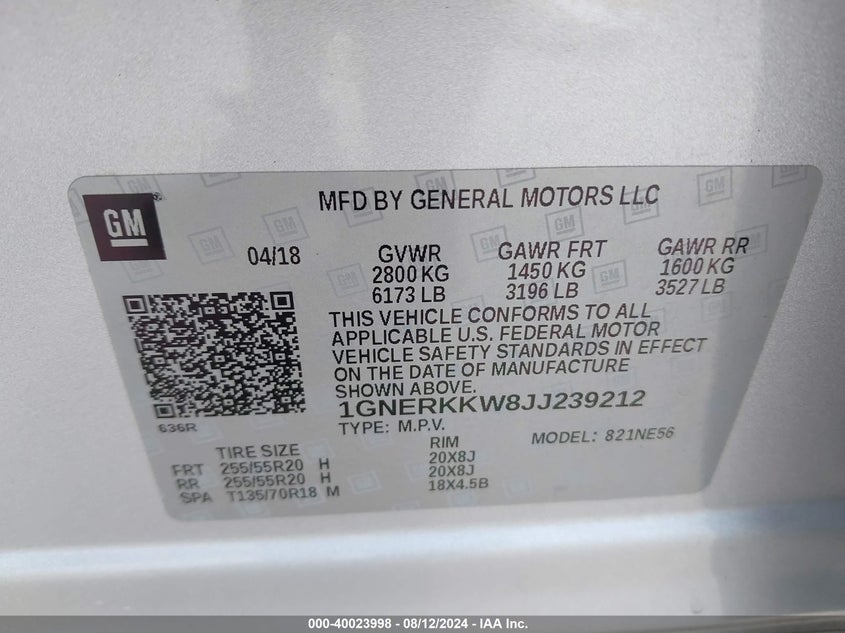 GM
MFD BY GENERAL MOTORS LLC
04/18 GVWR GAWR FRT GAWR RR
2800 KG 1450 KG 1600 KG
6173 LB 3196 LB 3527 LB
THIS VEHICLE CONFORMS TO ALL
APPLICABLE U.S. FEDERAL MOTOR
VEHICLE SAFETY STANDARDS IN EFFECT
ON THE DATE OF MANUFACTURE
SHOWN ABOVE.
1GNERKKW8JJ239212
636R
TYPE: M.P.V. MODEL: 821NE56
TIRE SIZE RIM
FRT 255/55R20 H 20X8J
RR 255/55R20 H 20X8J
SPA T135/70R18 M 18X4.5B
000-40023998 - 08/12/2024 - IAA Inc.